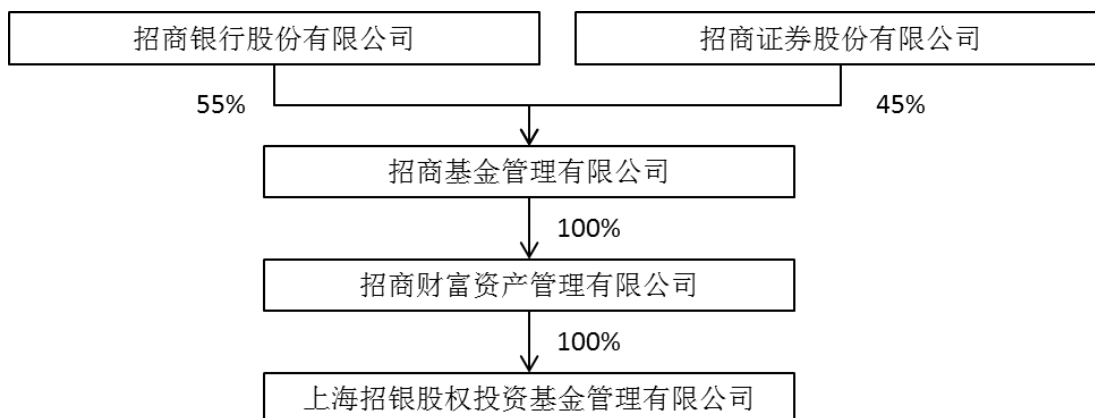 招商银行股份有限公司
招商证券股份有限公司
55%
45%
招商基金管理有限公司
100%
招商财富资产管理有限公司
100%
上海招银股权投资基金管理有限公司